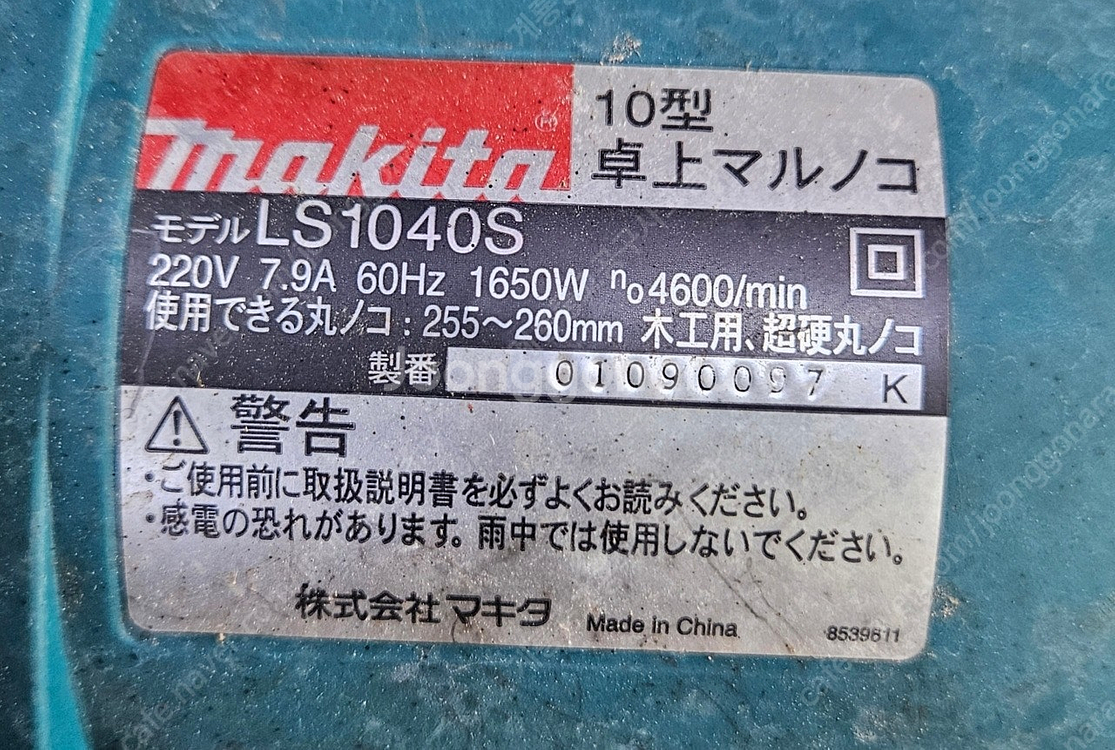 makita
10型
卓上マルノコ
モデル LS1040S
220V 7.9A 60Hz 1650W n₀4600/min
使用できる丸ノコ:255〜260mm 木工用、超硬丸ノコ
製番 01090097 K
警告
・ご使用前に取扱説明書を必ずよくお読みください。
・感電の恐れがあります。雨中では使用しないでください。
株式会社 マキタ Made in China 8539611